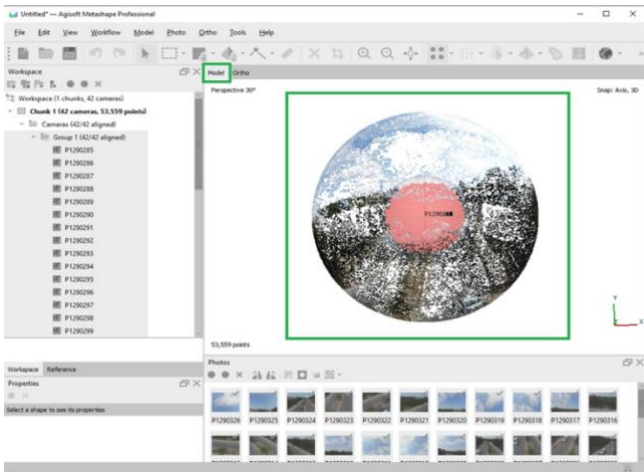 Untitled* — Agisoft Metashape Professional
File Edit View Workflow Model Photo Ortho Tools Help
Workspace
Workspace (1 chunks, 42 cameras)
Chunk 1 (42 cameras, 53,559 points)
Cameras (42/42 aligned)
Group 1 (42/42 aligned)
P1290285
P1290286
P1290287
P1290288
P1290289
P1290290
P1290291
P1290292
P1290293
P1290294
P1290295
P1290296
P1290297
P1290298
P1290299
Workspace Reference
Properties
Select a shape to see its properties
Model Ortho
Perspective 30°
Snap: Axis, 3D
Y
X
53,559 points
Photos
P1290326 P1290325 P1290324 P1290323 P1290322 P1290321 P1290320 P1290319 P1290318 P1290317 P1290316